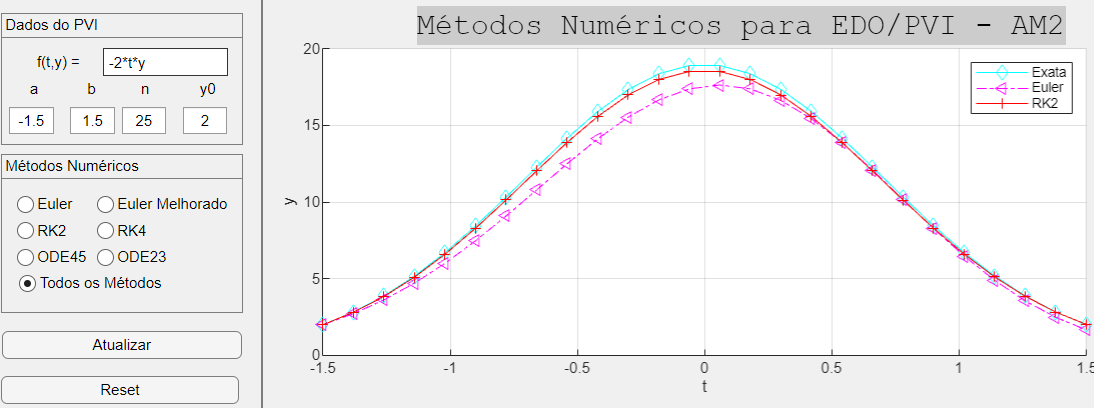 Métodos Numéricos para EDO/PVI - AM2
Dados do PVI
f(t,y) = -2*t*y
a b n y0
-1.5 1.5 25 2
Métodos Numéricos
Euler Euler Melhorado
RK2 RK4
ODE45 ODE23
Todos os Métodos
Atualizar
Reset
20
15
10
5
0
y
-1.5 -1 -0.5 0 0.5 1 1.5
t
Exata
Euler
RK2